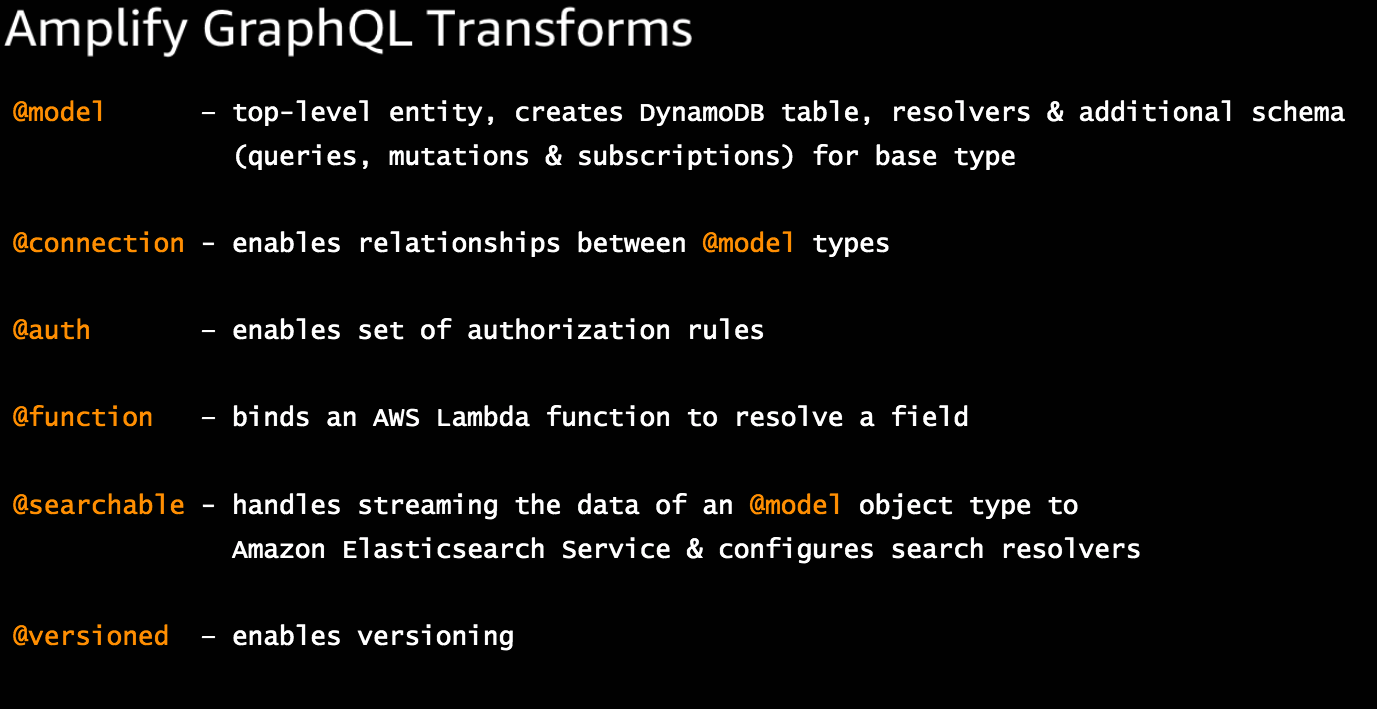 Amplify GraphQL Transforms
@model – top-level entity, creates DynamoDB table, resolvers & additional schema
(queries, mutations & subscriptions) for base type
@connection – enables relationships between @model types
@auth – enables set of authorization rules
@function – binds an AWS Lambda function to resolve a field
@searchable – handles streaming the data of an @model object type to
Amazon Elasticsearch Service & configures search resolvers
@versioned – enables versioning